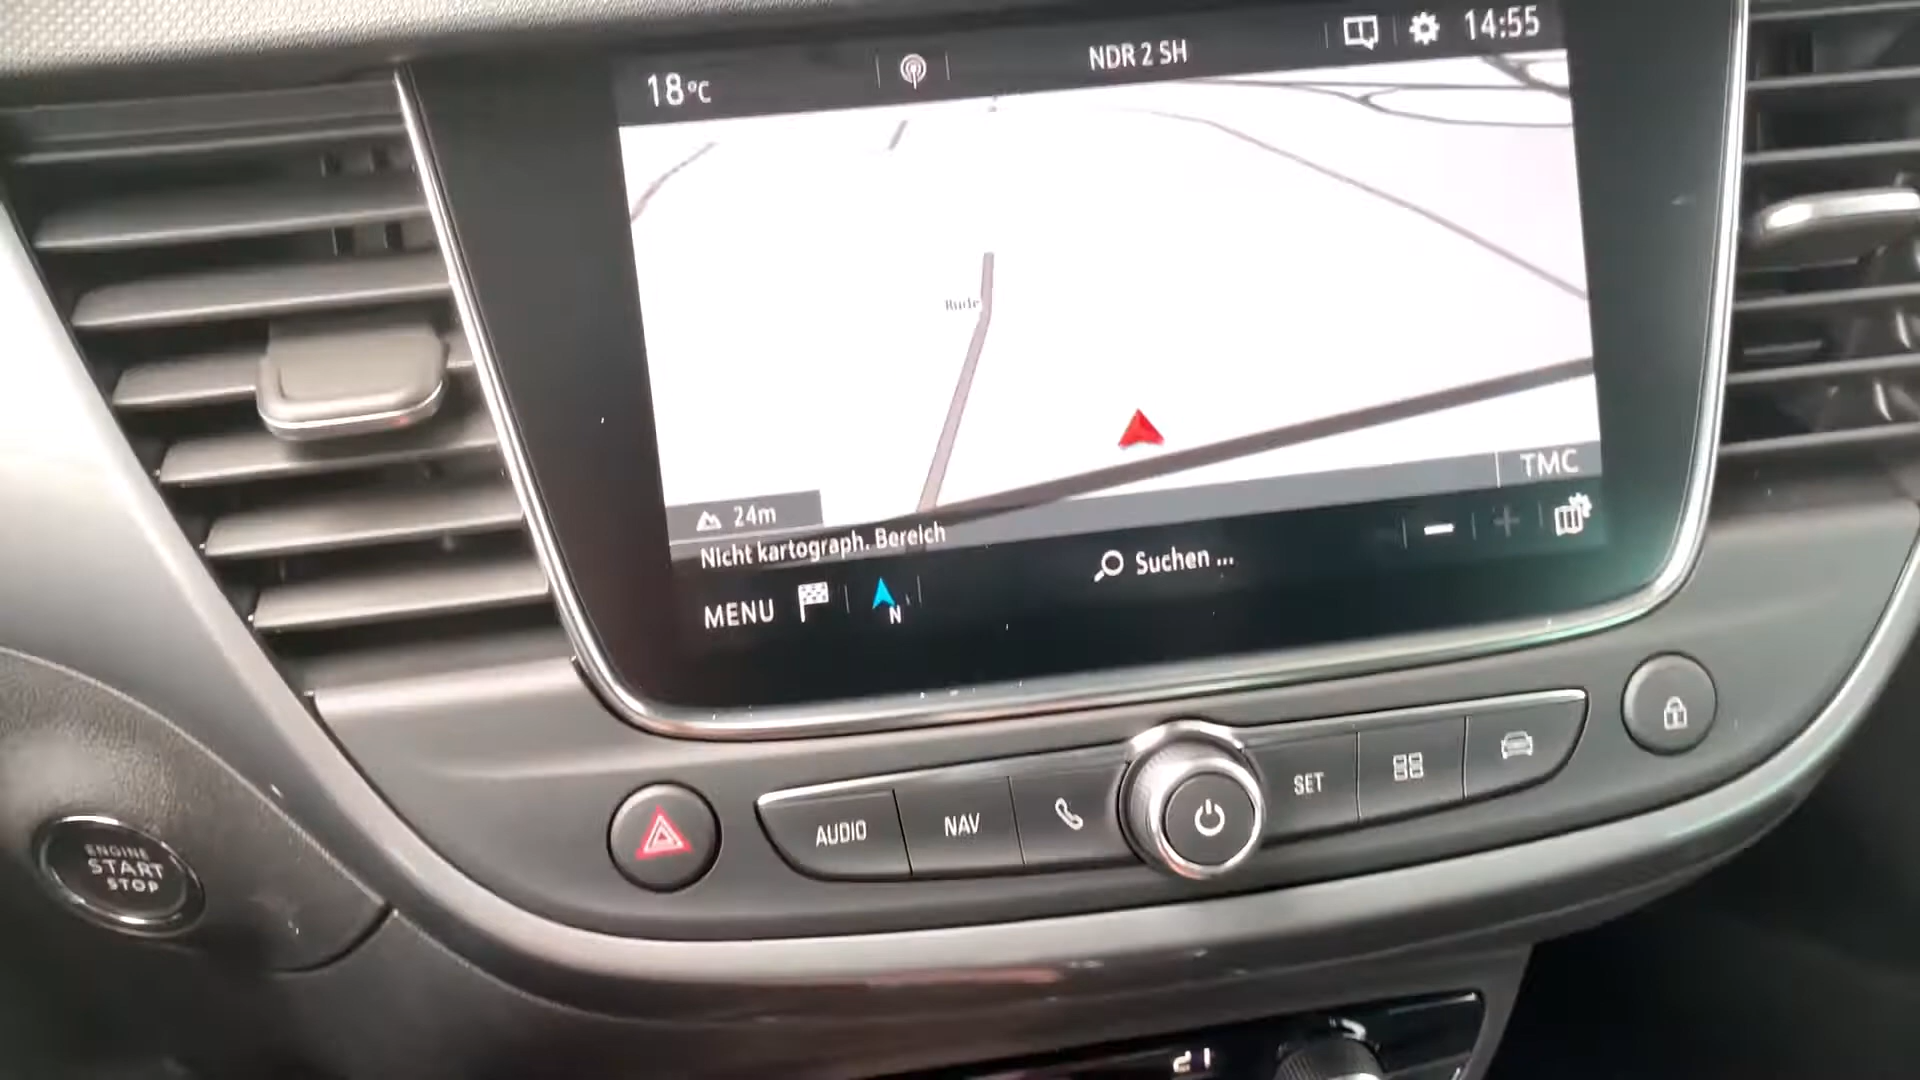 18°C
NDR 2 SH
14:55
Rude
TMC
24m
Nicht kartograph. Bereich
MENU
N
Suchen ...
AUDIO
NAV
SET
ENGINE
START
STOP